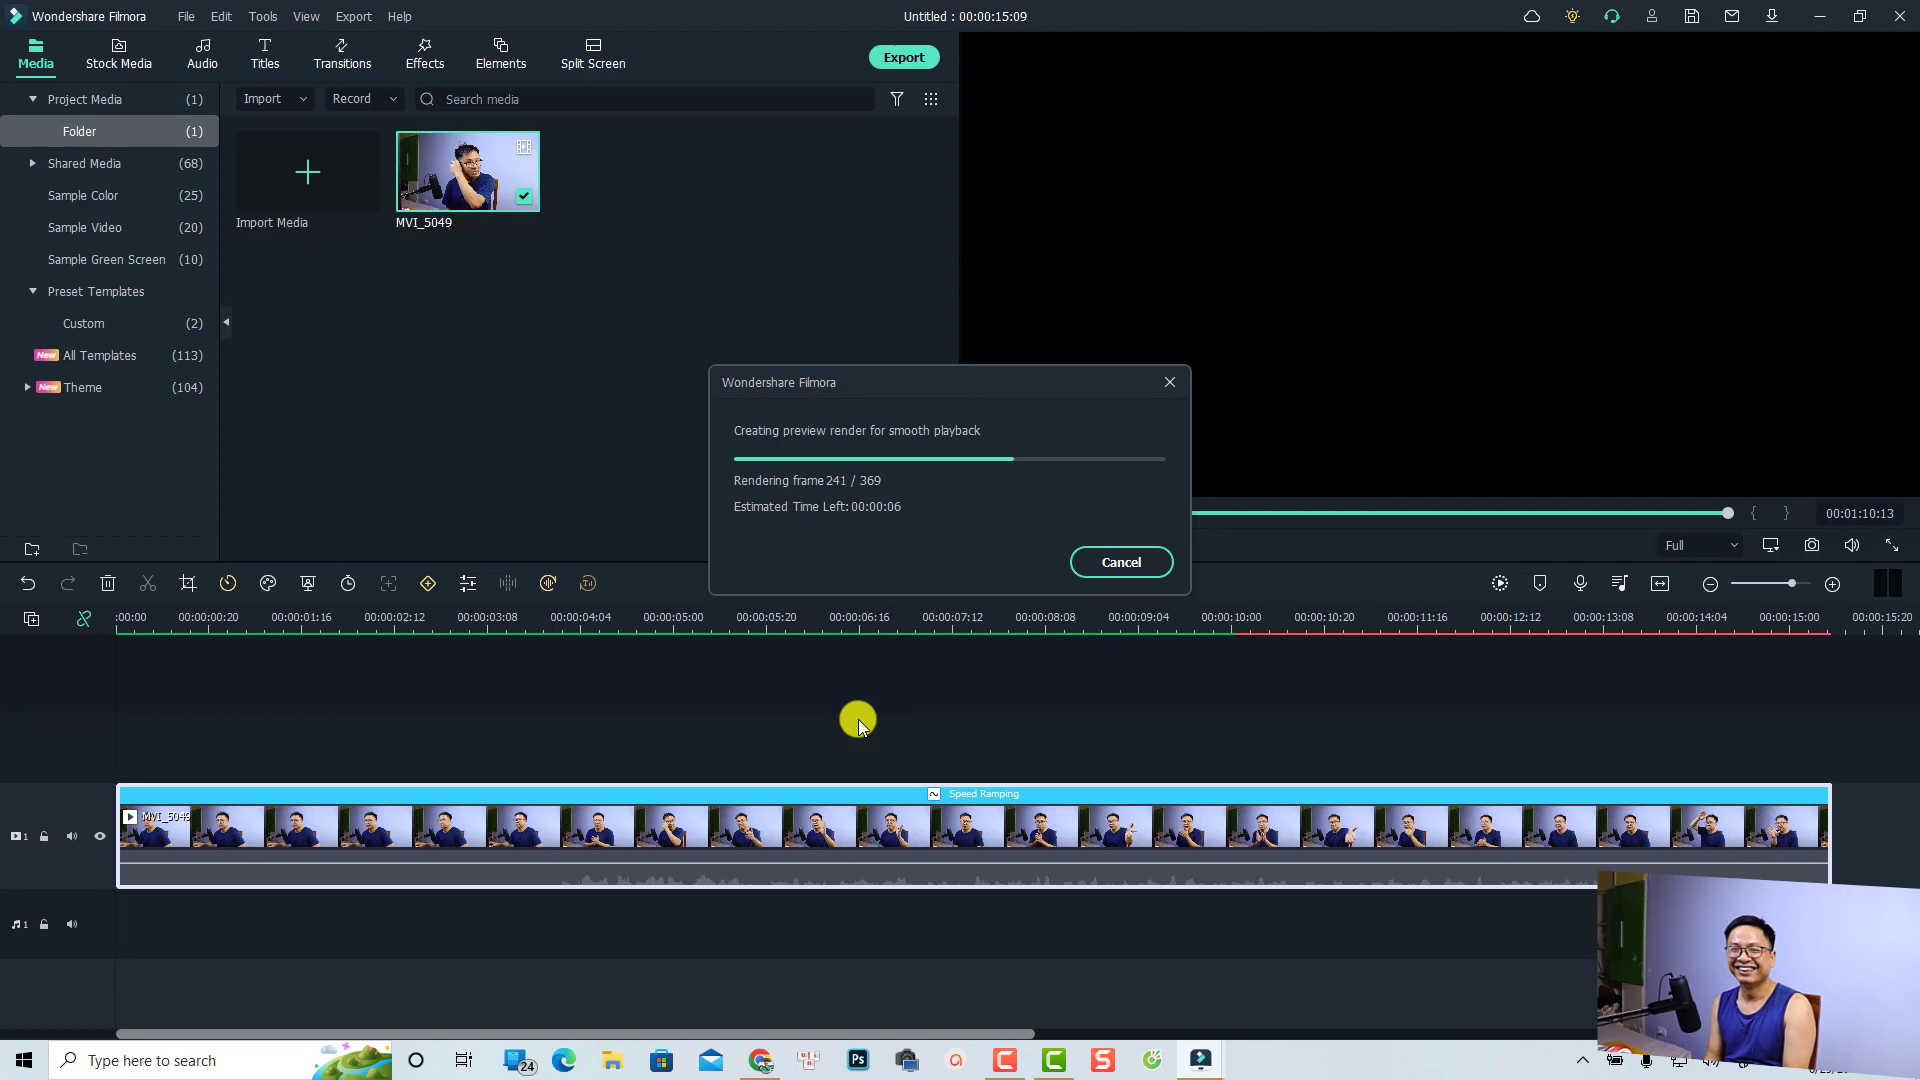 Wondershare Filmora File Edit Tools View Export Help Untitled : 00:00:15:09
Media Stock Media Audio Titles Transitions Effects Elements Split Screen Export
Project Media (1) Import Record Search media
Folder (1)
Shared Media (68)
Sample Color (25)
Sample Video (20)
Sample Green Screen (10)
Import Media MVI_5049
Preset Templates
Custom (2)
New All Templates (113)
New Theme (104)
Wondershare Filmora
Creating preview render for smooth playback
Rendering frame 241 / 369
Estimated Time Left: 00:00:06
Cancel
{ } 00:01:10:13
Full
:00:00 00:00:00:20 00:00:01:16 00:00:02:12 00:00:03:08 00:00:04:04 00:00:05:00 00:00:05:20 00:00:06:16 00:00:07:12 00:00:08:08 00:00:09:04 00:00:10:00 00:00:10:20 00:00:11:16 00:00:12:12 00:00:13:08 00:00:14:04 00:00:15:00 00:00:15:20
Speed Ramping
MVI_5049
1
1
Type here to search 24 Ps C C S